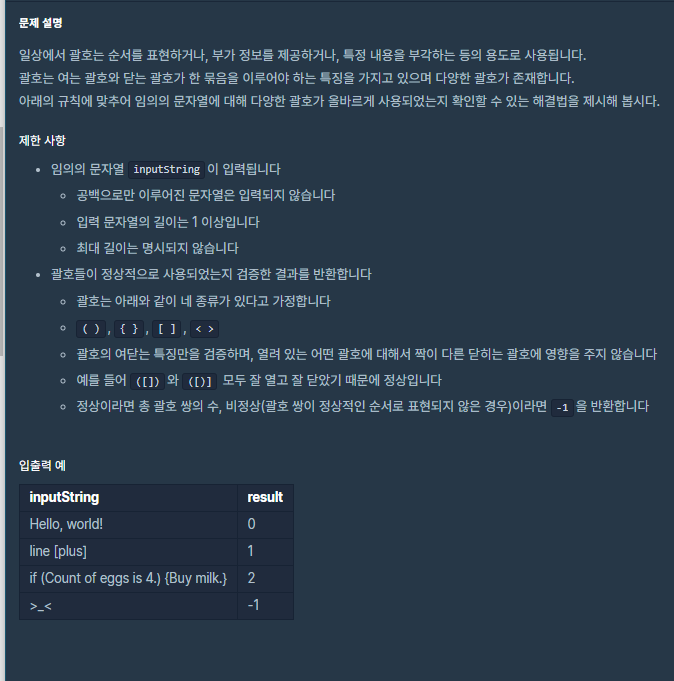 문제 설명
일상에서 괄호는 순서를 표현하거나, 부가 정보를 제공하거나, 특정 내용을 부각하는 등의 용도로 사용됩니다.
괄호는 여는 괄호와 닫는 괄호가 한 묶음을 이루어야 하는 특징을 가지고 있으며 다양한 괄호가 존재합니다.
아래의 규칙에 맞추어 임의의 문자열에 대해 다양한 괄호가 올바르게 사용되었는지 확인할 수 있는 해결법을 제시해 봅시다.
제한 사항
• 임의의 문자열 inputString 이 입력됩니다
◦ 공백으로만 이루어진 문자열은 입력되지 않습니다
◦ 입력 문자열의 길이는 1 이상입니다
◦ 최대 길이는 명시되지 않습니다
• 괄호들이 정상적으로 사용되었는지 검증한 결과를 반환합니다
◦ 괄호는 아래와 같이 네 종류가 있다고 가정합니다
◦ ( ) , { } , [ ] , < >
◦ 괄호의 여닫는 특징만을 검증하며, 열려 있는 어떤 괄호에 대해서 짝이 다른 닫히는 괄호에 영향을 주지 않습니다
◦ 예를 들어 ([]) 와 ([)] 모두 잘 열고 잘 닫았기 때문에 정상입니다
◦ 정상이라면 총 괄호 쌍의 수, 비정상(괄호 쌍이 정상적인 순서로 표현되지 않은 경우)이라면 -1 을 반환합니다
입출력 예
inputString result
Hello, world! 0
line [plus] 1
if (Count of eggs is 4.) {Buy milk.} 2
>_< -1